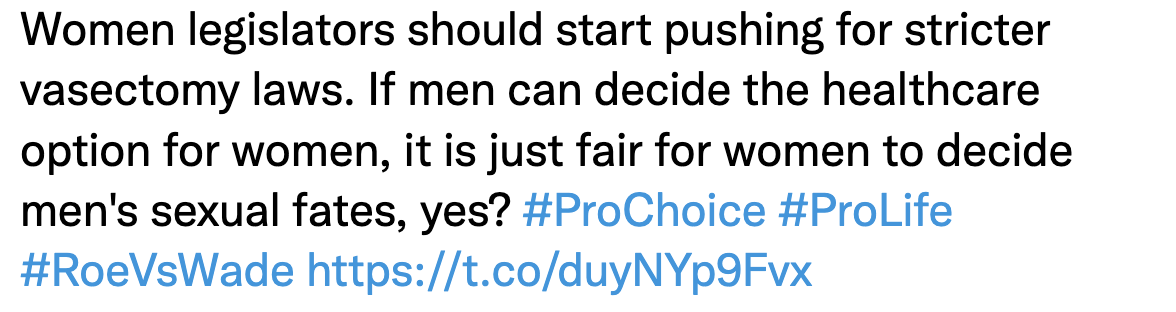 Women legislators should start pushing for stricter
vasectomy laws. If men can decide the healthcare
option for women, it is just fair for women to decide
men's sexual fates, yes? #ProChoice #ProLife
#RoeVsWade https://t.co/duyNYp9Fvx